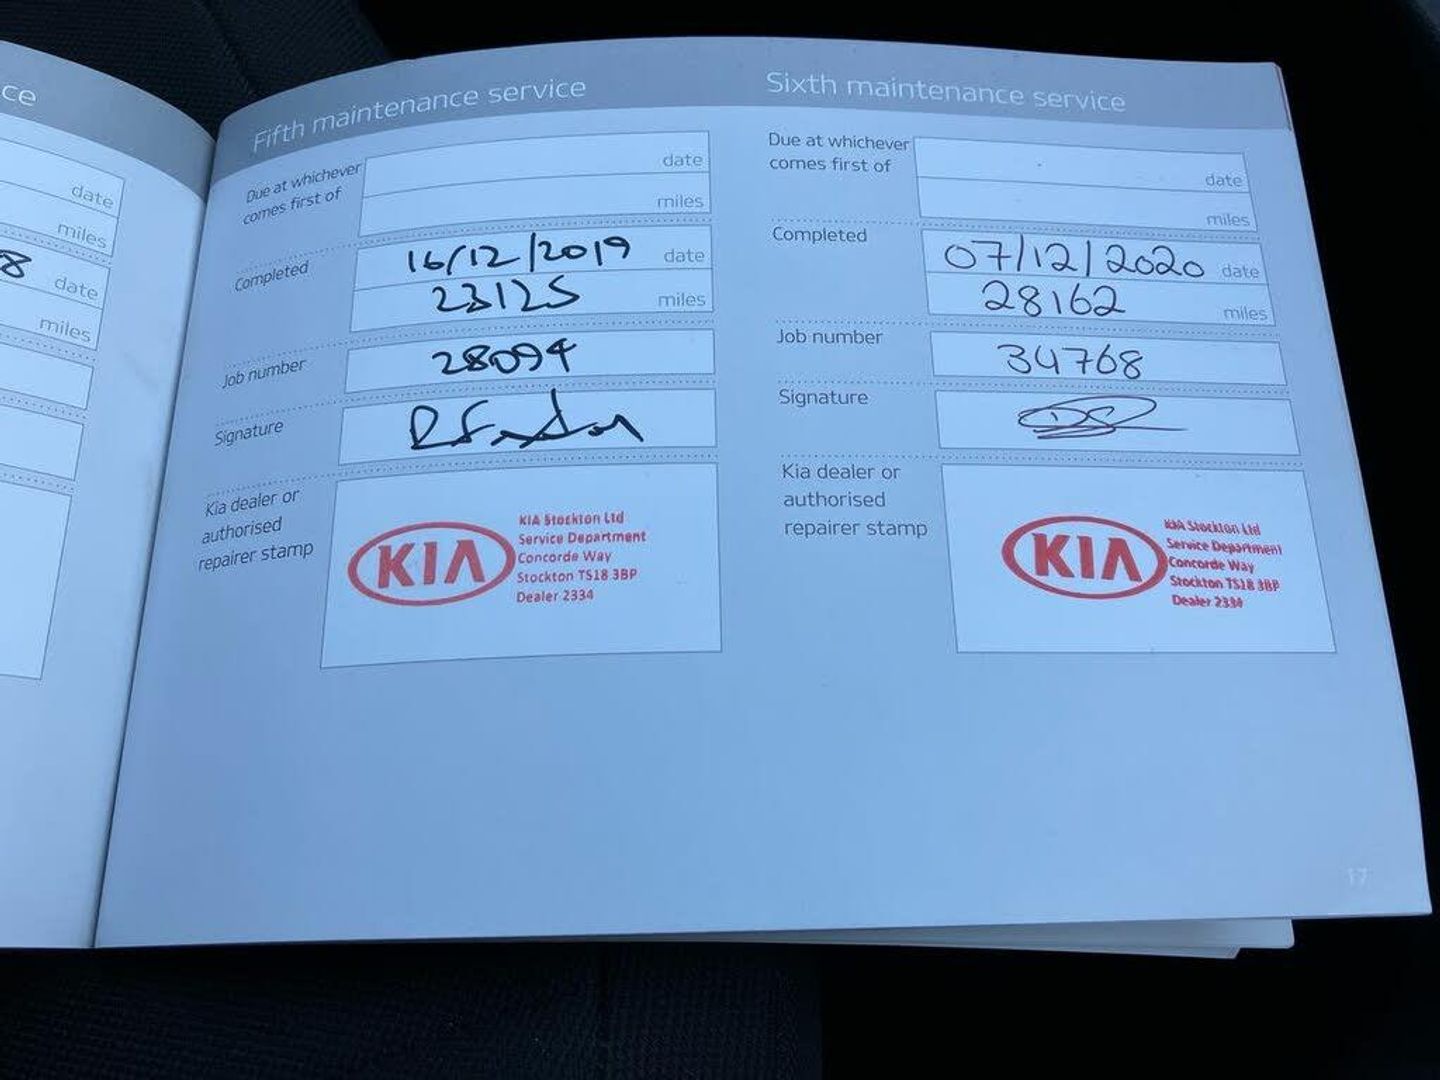 ce
date
miles
8 date
miles
Fifth maintenance service
Due at whichever
comes first of
date
miles
Completed
16/12/2019 date
23125 miles
Job number
28094
Signature
Kia dealer or
authorised
repairer stamp
KIA
KIA Stockton Ltd
Service Department
Concorde Way
Stockton TS18 3BP
Dealer 2334
Sixth maintenance service
Due at whichever
comes first of
date
miles
Completed
07/12/2020 date
28162 miles
Job number
34768
Signature
Kia dealer or
authorised
repairer stamp
KIA
KIA Stockton Ltd
Service Department
Concorde Way
Stockton TS18 3BP
Dealer 2334
17